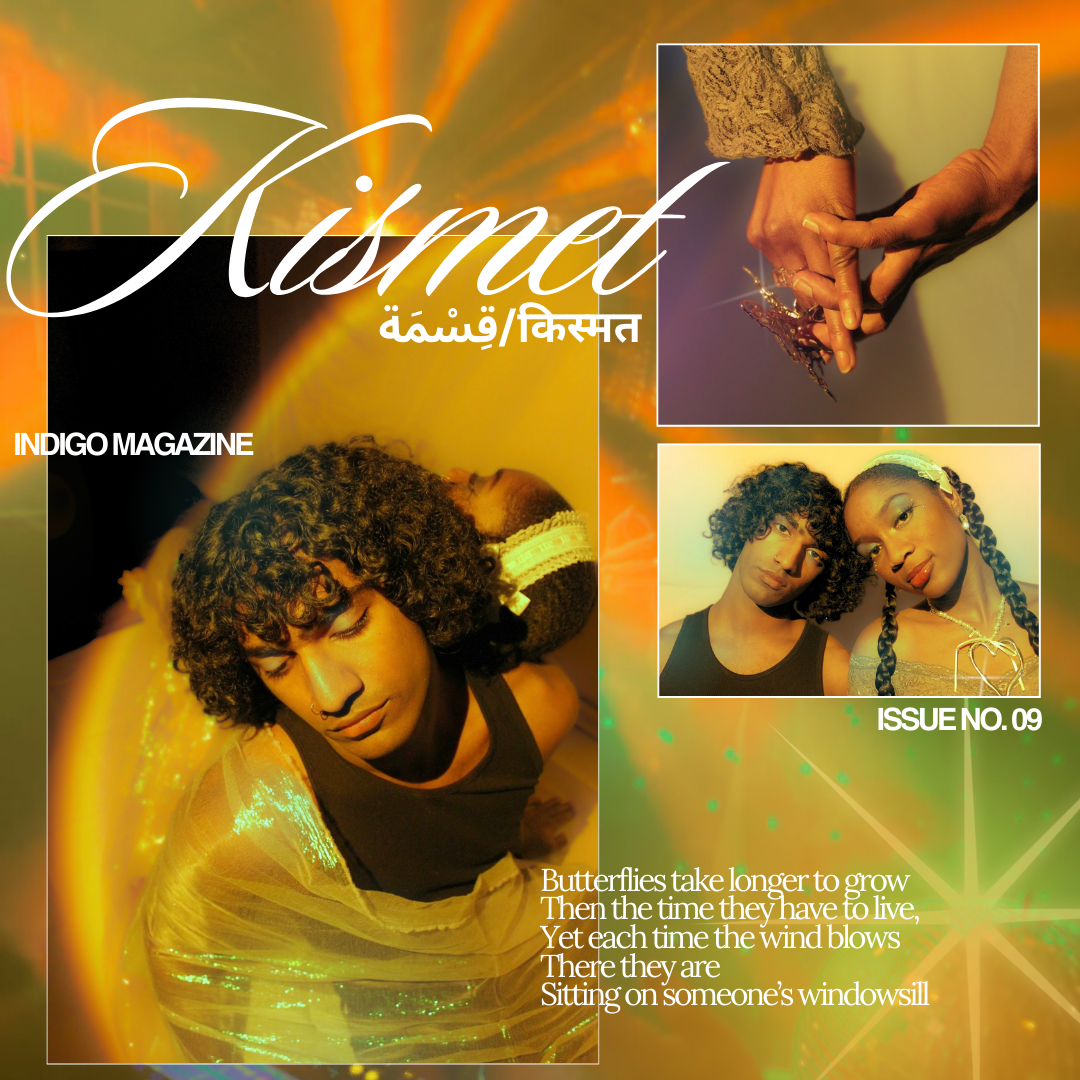 Kismet
قِسْمَة/किस्मत
INDIGO MAGAZINE
ISSUE NO. 09
Butterflies take longer to grow
Then the time they have to live,
Yet each time the wind blows
There they are
Sitting on someone’s windowsill